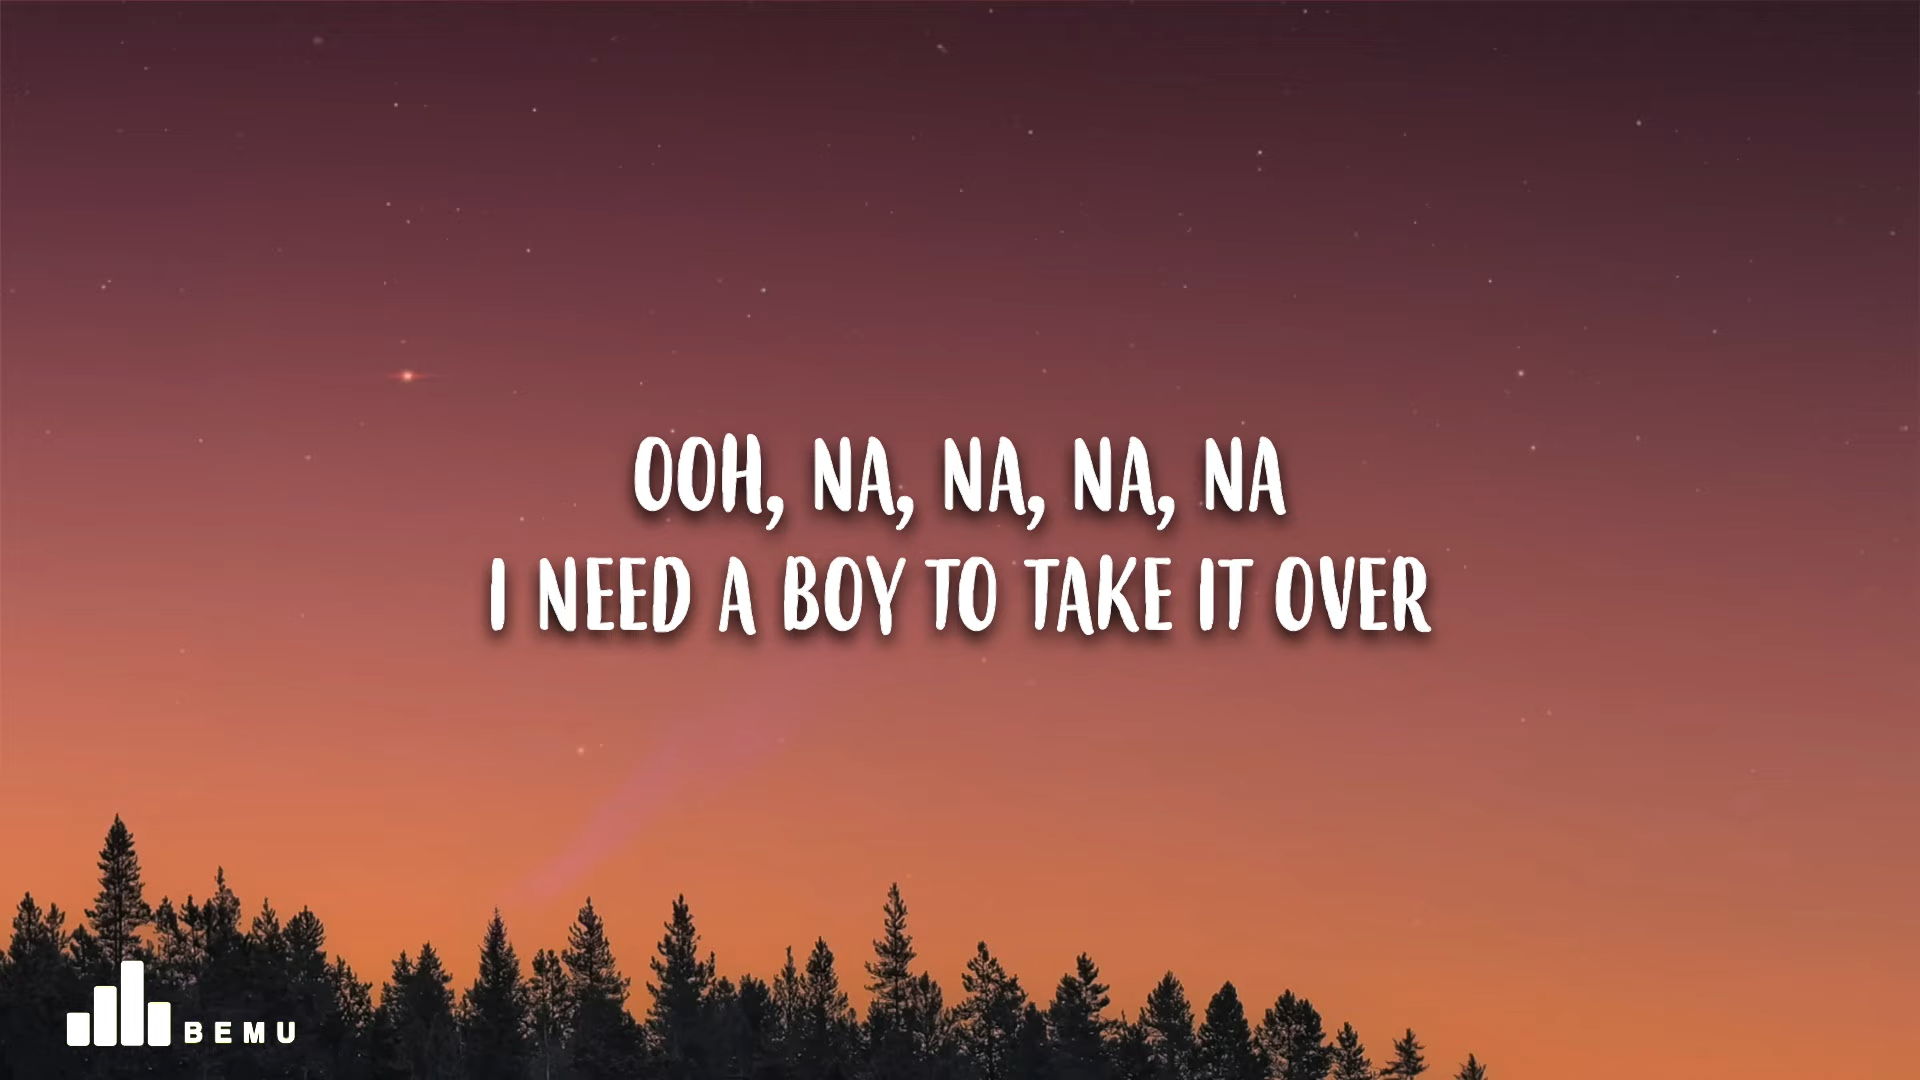 OOH, NA, NA, NA, NA
I NEED A BOY TO TAKE IT OVER
BEMU